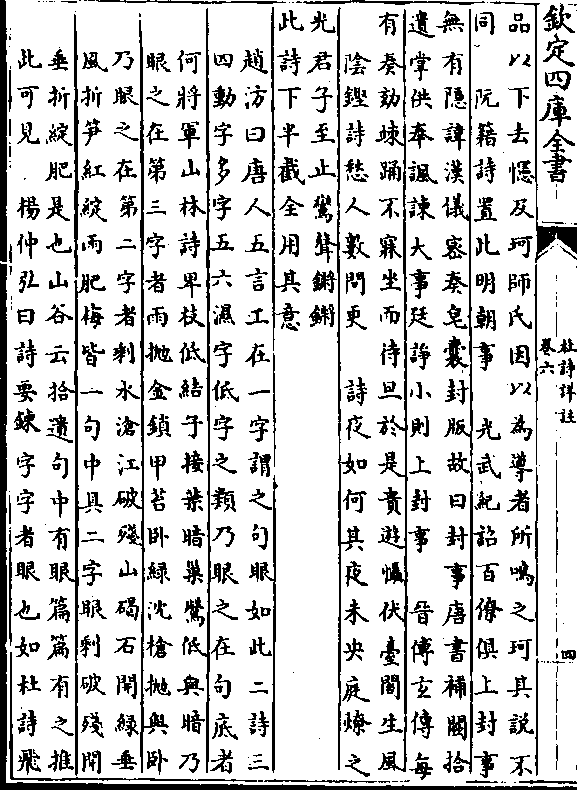 欽定四庫全書
杜詩詳註
卷六
四
品以下去幰及珂師氏因以為導者所鳴之珂其說不
同　阮籍詩置此明朝事　光武紀詔百僚俱上封事
無有隱諱漢儀密奏皂囊封版故曰封事唐書補闕拾
遺掌供奉諷諫大事廷諍小則上封事　晉傅玄傳每
有奏劾竦踊不寐坐而待旦於是貴遊懾伏臺閣生風
陰鏗詩愁人數問更　詩夜如何其夜未央庭燎之
光君子至止鸞聲鏘鏘
此詩下半截全用其意
趙汸曰唐人五言工在一字謂之句眼如此二詩三
四動字多字五六濕字低字之類乃眼之在句底者
何將軍山林詩卑枝低結子接葉暗巢鶯低與暗乃
眼之在第三字者雨拋金鎖甲苔卧綠沈槍拋與卧
乃眼之在第二字者剩水滄江破殘山碣石開綠垂
風折笋紅綻雨肥梅皆一句中具二字眼剩破殘開
垂折綻肥是也山谷云拾遺句中有眼篇篇有之推
此可見　楊仲弘曰詩要鍊字字者眼也如杜詩飛